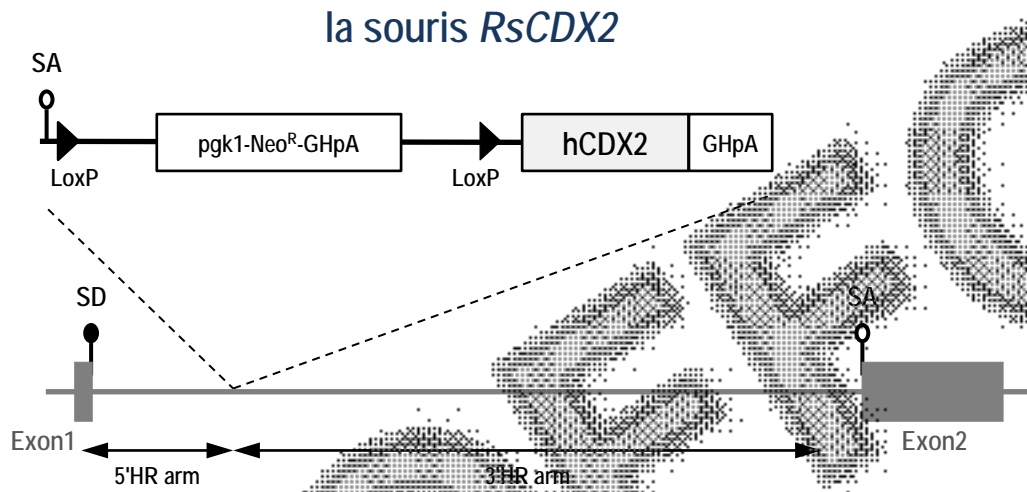 la souris RsCDX2
SA
pgk1-Neo^R-GHpA
hCDX2
GHpA
LoxP
LoxP
SD
SA
Exon1
Exon2
5'HR arm
3'HR arm